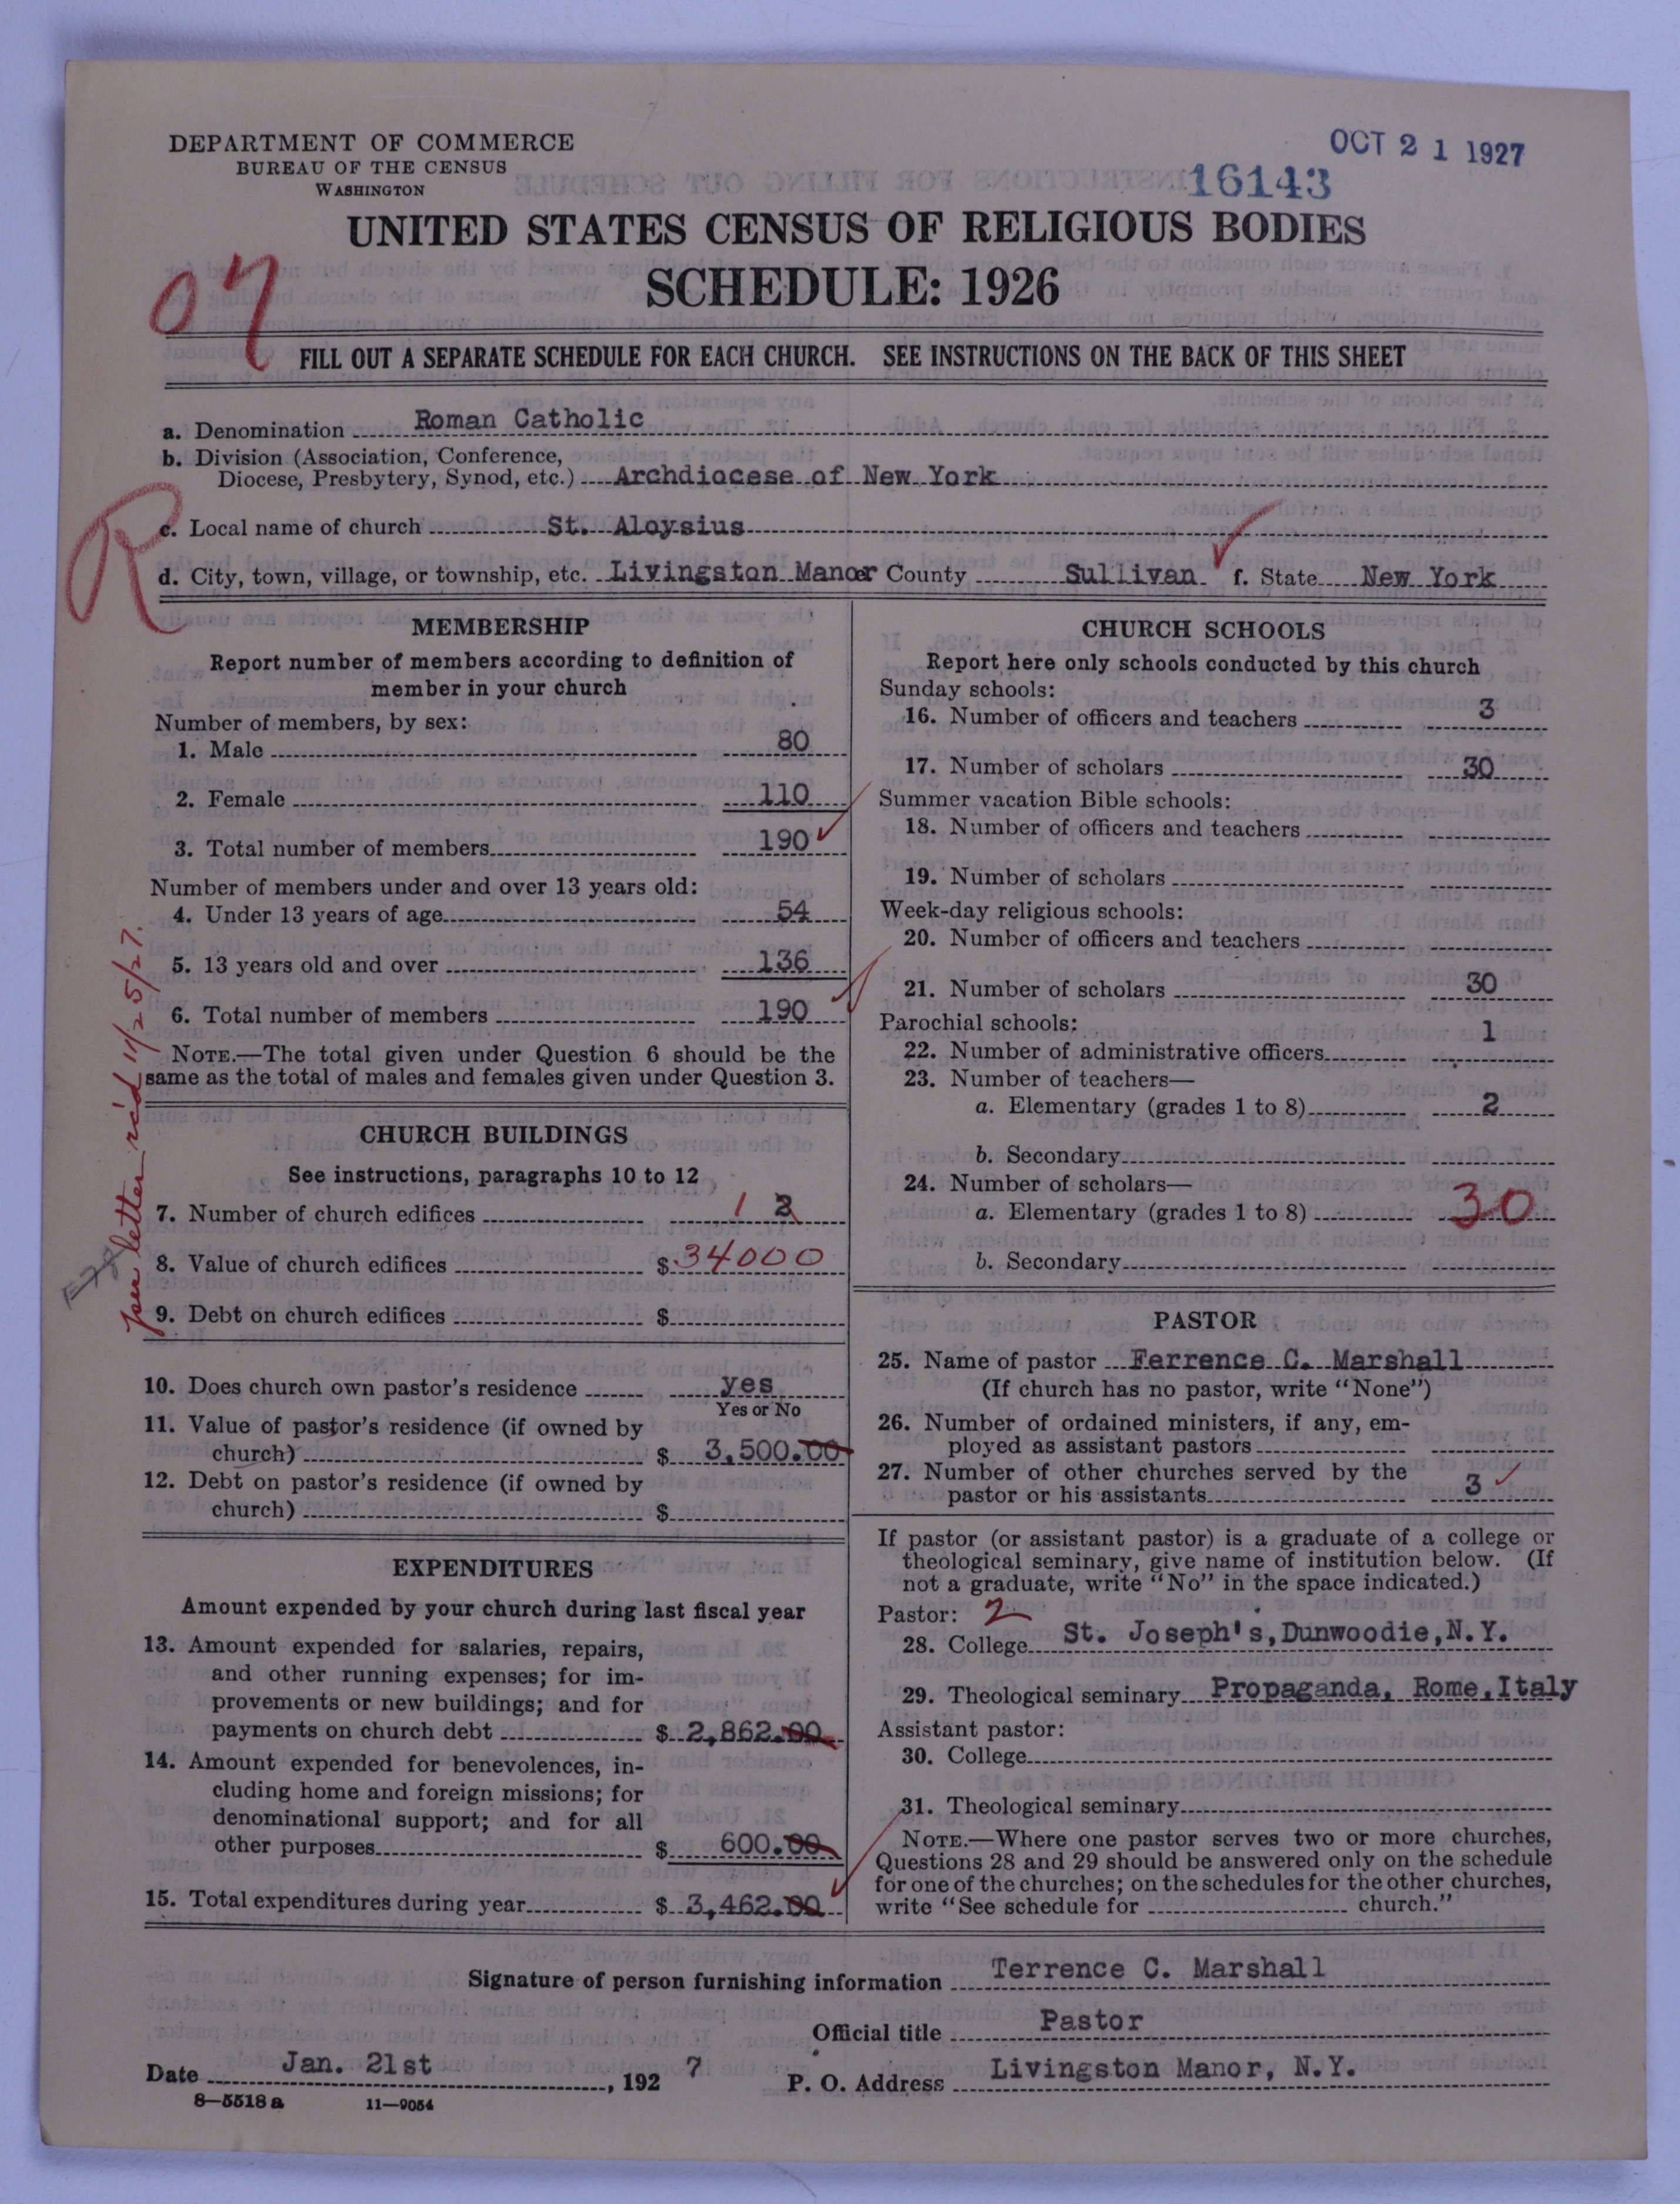 DEPARTMENT OF COMMERCE
BUREAU OF THE CENSUS
WASHINGTON
OCT 21 1927
16143
UNITED STATES CENSUS OF RELIGIOUS BODIES
SCHEDULE: 1926
07
FILL OUT A SEPARATE SCHEDULE FOR EACH CHURCH. SEE INSTRUCTIONS ON THE BACK OF THIS SHEET
a. Denomination Roman Catholic
b. Division (Association, Conference,
Diocese, Presbytery, Synod, etc.) Archdiocese of New York
R
c. Local name of church St. Aloysius
d. City, town, village, or township, etc. Livingston Manor County Sullivan f. State New York
MEMBERSHIP
Report number of members according to definition of
member in your church
Number of members, by sex:
1. Male 80
2. Female 110
3. Total number of members 190
Number of members under and over 13 years old:
4. Under 13 years of age 54
5. 13 years old and over 136
6. Total number of members 190
NOTE.—The total given under Question 6 should be the
same as the total of males and females given under Question 3.
per letter rc'd 11/25/27.
CHURCH BUILDINGS
See instructions, paragraphs 10 to 12
7. Number of church edifices 1
8. Value of church edifices $ 34000
9. Debt on church edifices $
10. Does church own pastor's residence yes
Yes or No
11. Value of pastor's residence (if owned by
church) $ 3,500.00
12. Debt on pastor's residence (if owned by
church) $
EXPENDITURES
Amount expended by your church during last fiscal year
13. Amount expended for salaries, repairs,
and other running expenses; for im-
provements or new buildings; and for
payments on church debt $ 2,862.00
14. Amount expended for benevolences, in-
cluding home and foreign missions; for
denominational support; and for all
other purposes $ 600.00
15. Total expenditures during year $ 3,462.00
CHURCH SCHOOLS
Report here only schools conducted by this church
Sunday schools:
16. Number of officers and teachers 3
17. Number of scholars 30
Summer vacation Bible schools:
18. Number of officers and teachers
19. Number of scholars
Week-day religious schools:
20. Number of officers and teachers
21. Number of scholars 30
Parochial schools:
22. Number of administrative officers 1
23. Number of teachers—
a. Elementary (grades 1 to 8) 2
b. Secondary
24. Number of scholars—
a. Elementary (grades 1 to 8) 30
b. Secondary
PASTOR
25. Name of pastor Ferrence C. Marshall
(If church has no pastor, write "None")
26. Number of ordained ministers, if any, em-
ployed as assistant pastors
27. Number of other churches served by the
pastor or his assistants 3
If pastor (or assistant pastor) is a graduate of a college or
theological seminary, give name of institution below. (If
not a graduate, write "No" in the space indicated.)
Pastor: 2
28. College St. Joseph's, Dunwoodie, N.Y.
29. Theological seminary Propaganda, Rome, Italy
Assistant pastor:
30. College
31. Theological seminary
NOTE.—Where one pastor serves two or more churches,
Questions 28 and 29 should be answered only on the schedule
for one of the churches; on the schedules for the other churches,
write "See schedule for church."
Signature of person furnishing information Terrence C. Marshall
Official title Pastor
Date Jan. 21st, 1927
P. O. Address Livingston Manor, N.Y.
8—5518 a 11—9054